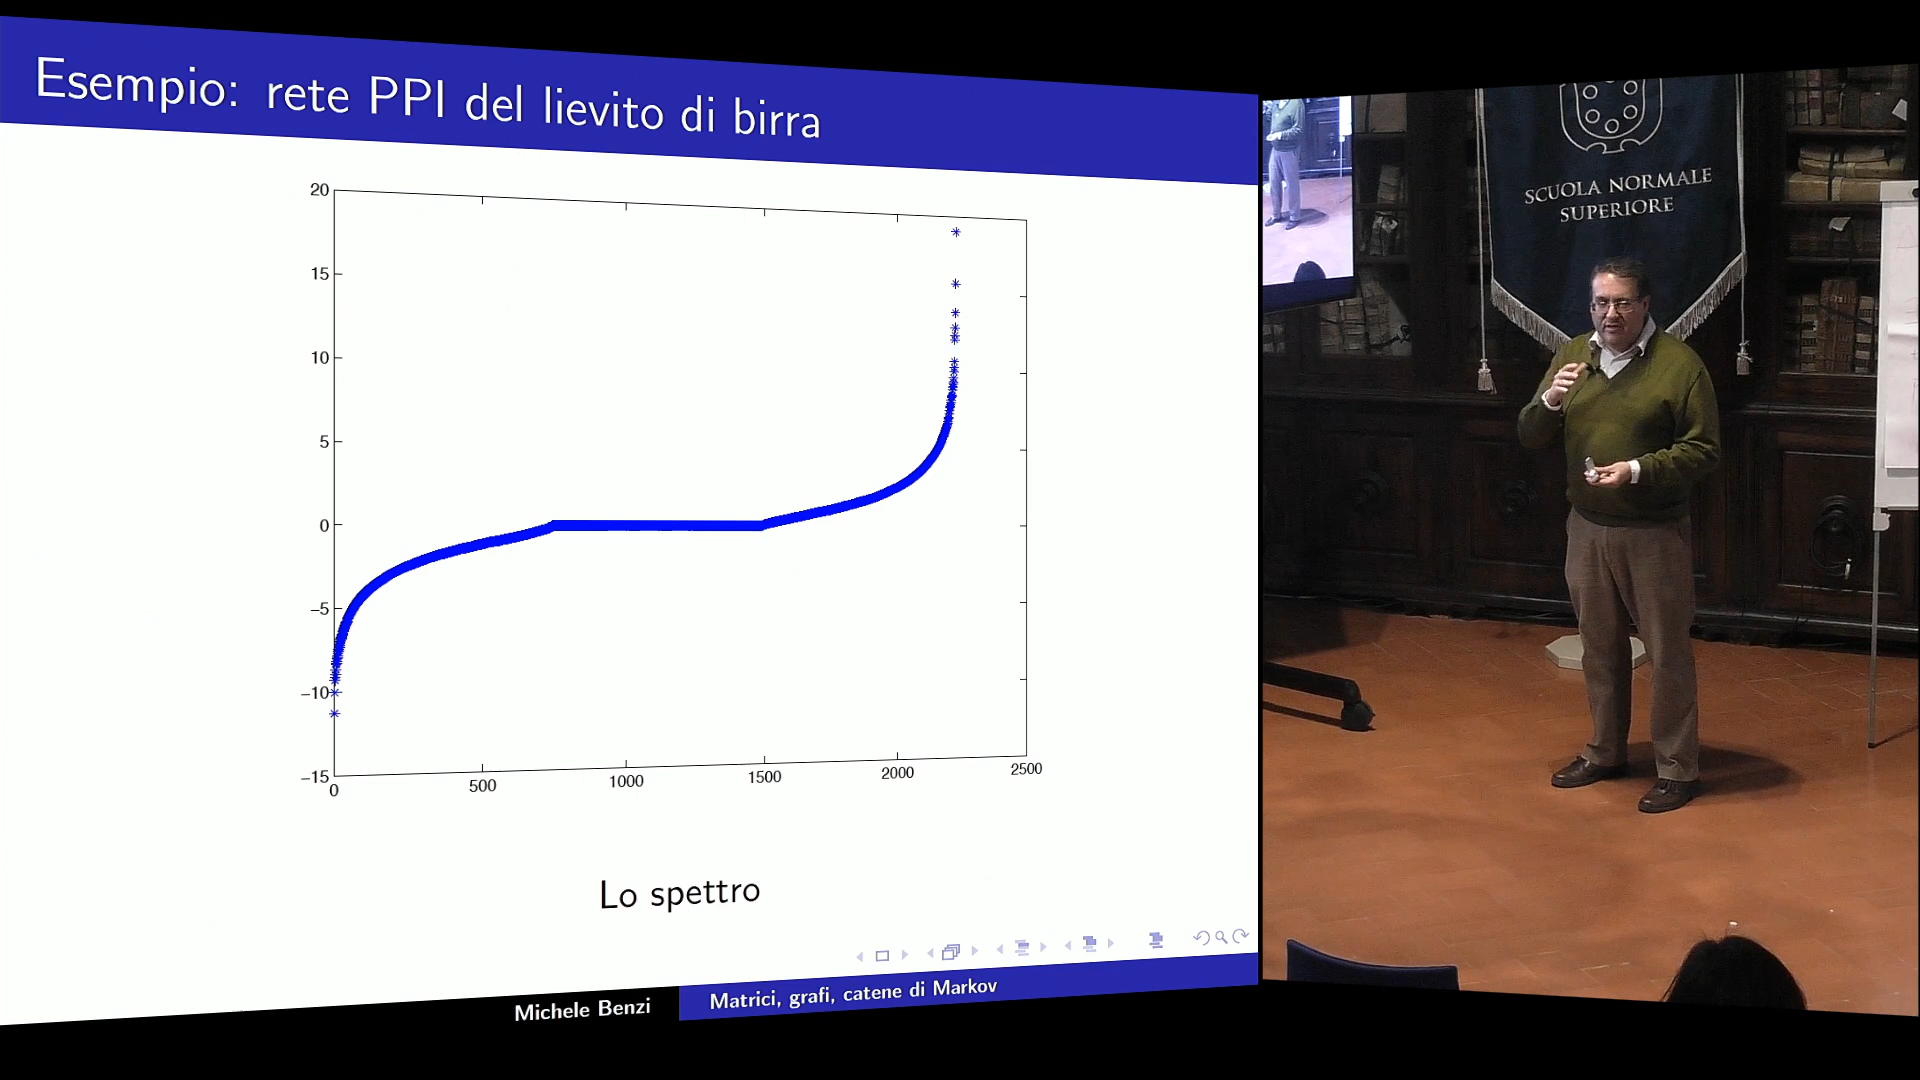 Esempio: rete PPI del lievito di birra
20
15
10
5
0
−5
−10
−15
0
500
1000
1500
2000
2500
Lo spettro
Michele Benzi
Matrici, grafi, catene di Markov
SCUOLA NORMALE
SUPERIORE